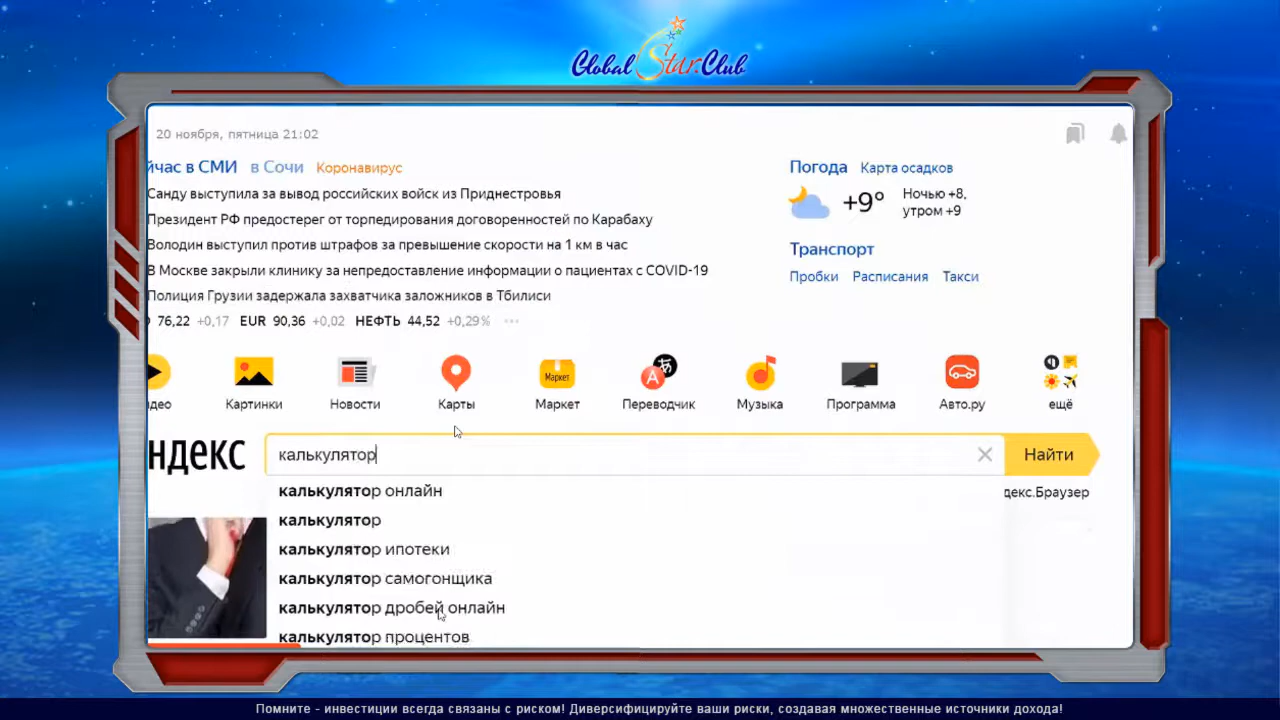 Global Star.Club
20 ноября, пятница 21:02
йчас в СМИ в Сочи Коронавирус
Санду выступила за вывод российских войск из Приднестровья
Президент РФ предостерег от торпедирования договоренностей по Карабаху
Володин выступил против штрафов за превышение скорости на 1 км в час
В Москве закрыли клинику за непредоставление информации о пациентах с COVID-19
Полиция Грузии задержала захватчика заложников в Тбилиси
76,22 +0,17 EUR 90,36 +0,02 НЕФТЬ 44,52 +0,29% ···
Погода Карта осадков
+9° Ночью +8,
утром +9
Транспорт
Пробки Расписания Такси
Маркет
део Картинки Новости Карты Маркет Переводчик Музыка Программа Авто.ру ещё
ндекс калькулятор Найти
декс.Браузер
калькулятор онлайн
калькулятор
калькулятор ипотеки
калькулятор самогонщика
калькулятор дробей онлайн
калькулятор процентов
Помните - инвестиции всегда связаны с риском! Диверсифицируйте ваши риски, создавая множественные источники дохода!